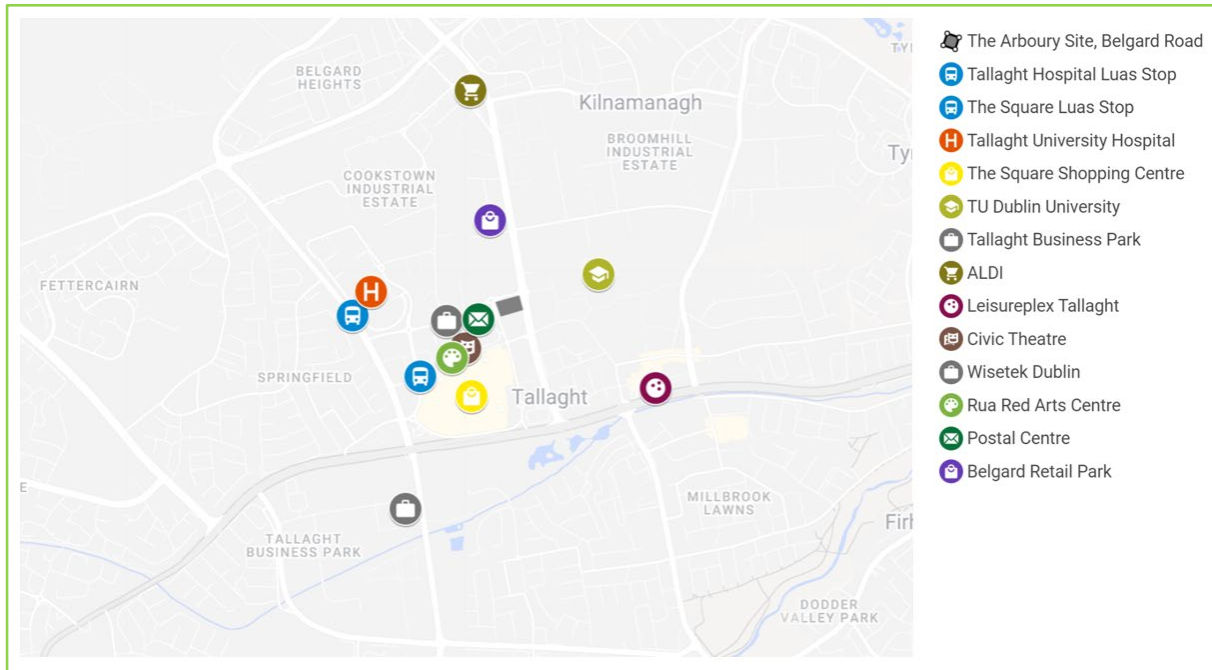 BELGARD
HEIGHTS
Kilnamanagh
BROOMHILL
INDUSTRIAL
ESTATE
COOKSTOWN
INDUSTRIAL
ESTATE
FETTERCAIRN
SPRINGFIELD
Tallaght
MILLBROOK
LAWNS
TALLAGHT
BUSINESS PARK
DODDER
VALLEY PARK
H
The Arboury Site, Belgard Road
Tallaght Hospital Luas Stop
The Square Luas Stop
H Tallaght University Hospital
The Square Shopping Centre
TU Dublin University
Tallaght Business Park
ALDI
Leisureplex Tallaght
Civic Theatre
Wisetek Dublin
Rua Red Arts Centre
Postal Centre
Belgard Retail Park